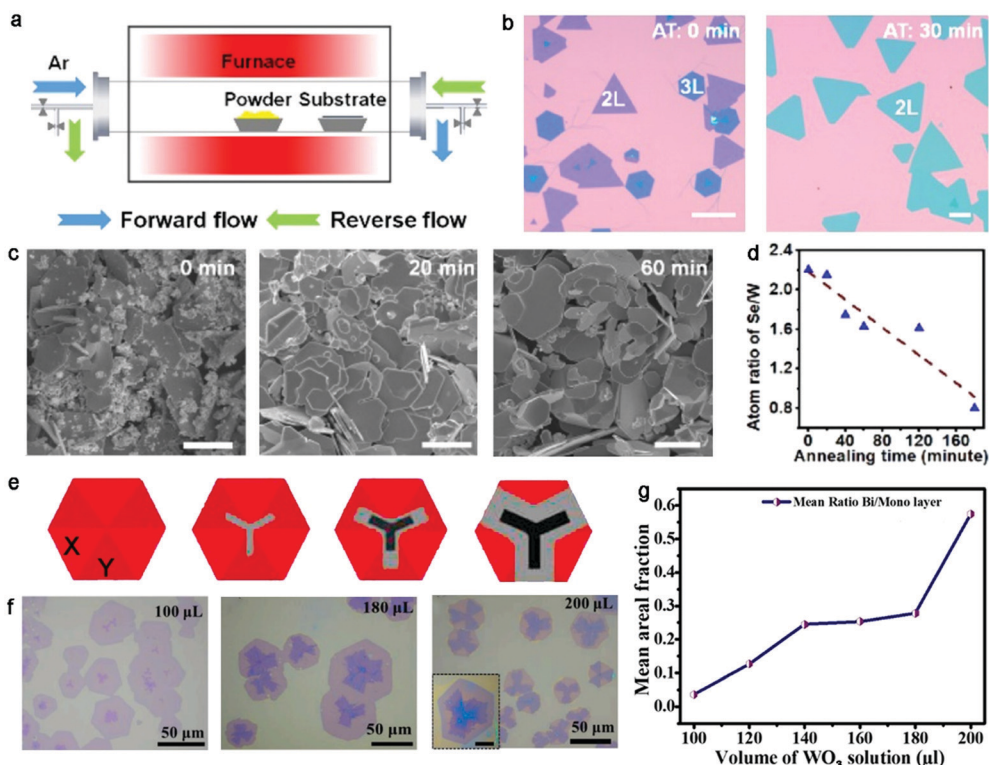 a
Ar
Furnace
Powder Substrate
Forward flow
Reverse flow
b
AT: 0 min
2L
3L
AT: 30 min
2L
c
0 min
20 min
60 min
d
Atom ratio of Se/W
2.4
2.0
1.6
1.2
0.8
0 40 80 120 160
Annealing time (minute)
e
X
Y
f
100 µL
50 µm
180 µL
50 µm
200 µL
50 µm
g
Mean Ratio Bi/Mono layer
Mean areal fraction
0.6
0.5
0.4
0.3
0.2
0.1
0.0
100 120 140 160 180 200
Volume of WO₃ solution (µl)